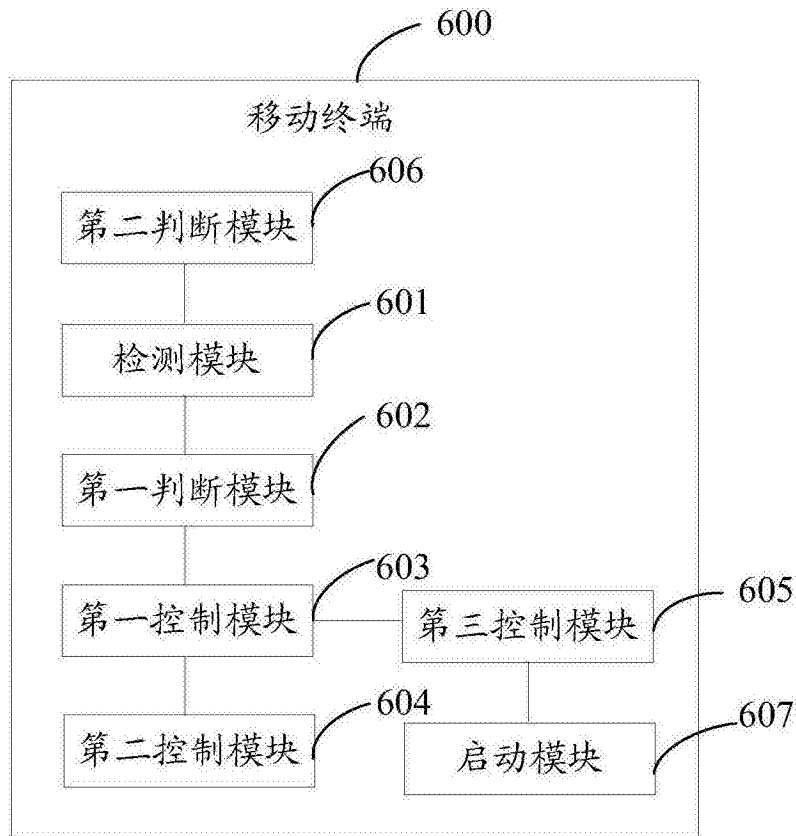 600
移动终端
606
第二判断模块
601
检测模块
602
第一判断模块
603
第一控制模块
605
第三控制模块
604
第二控制模块
607
启动模块